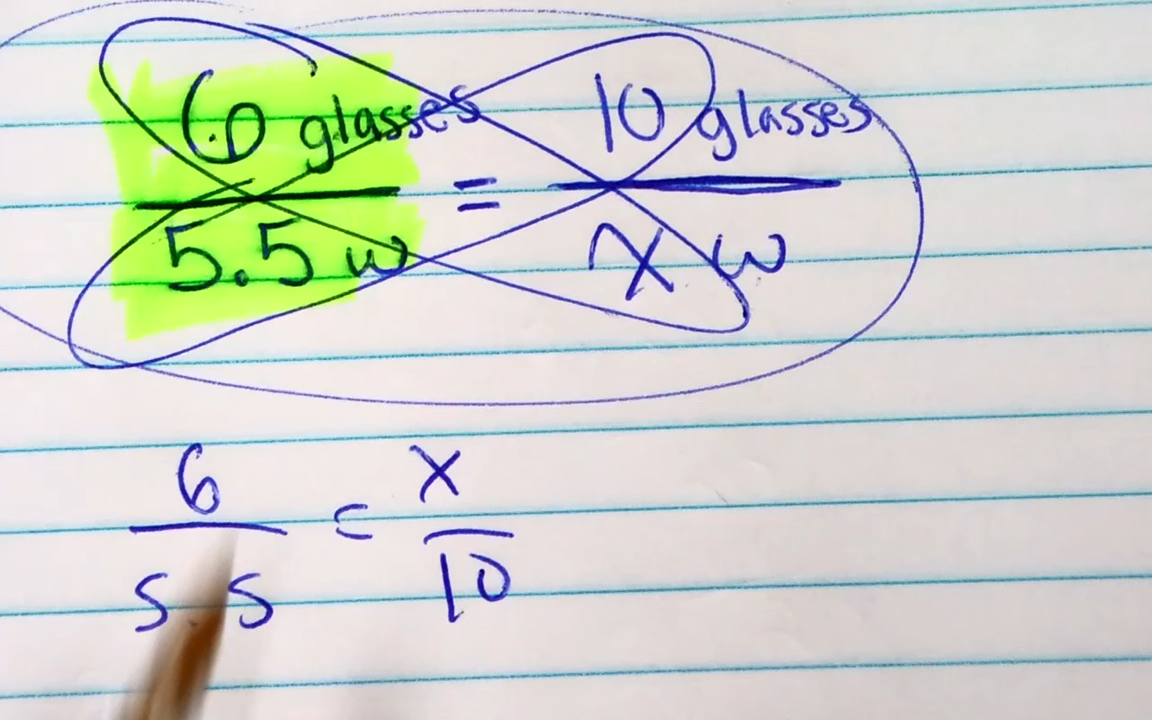 6 glasses = 10 glasses
5.5 w x w
6 = x
5.5 10